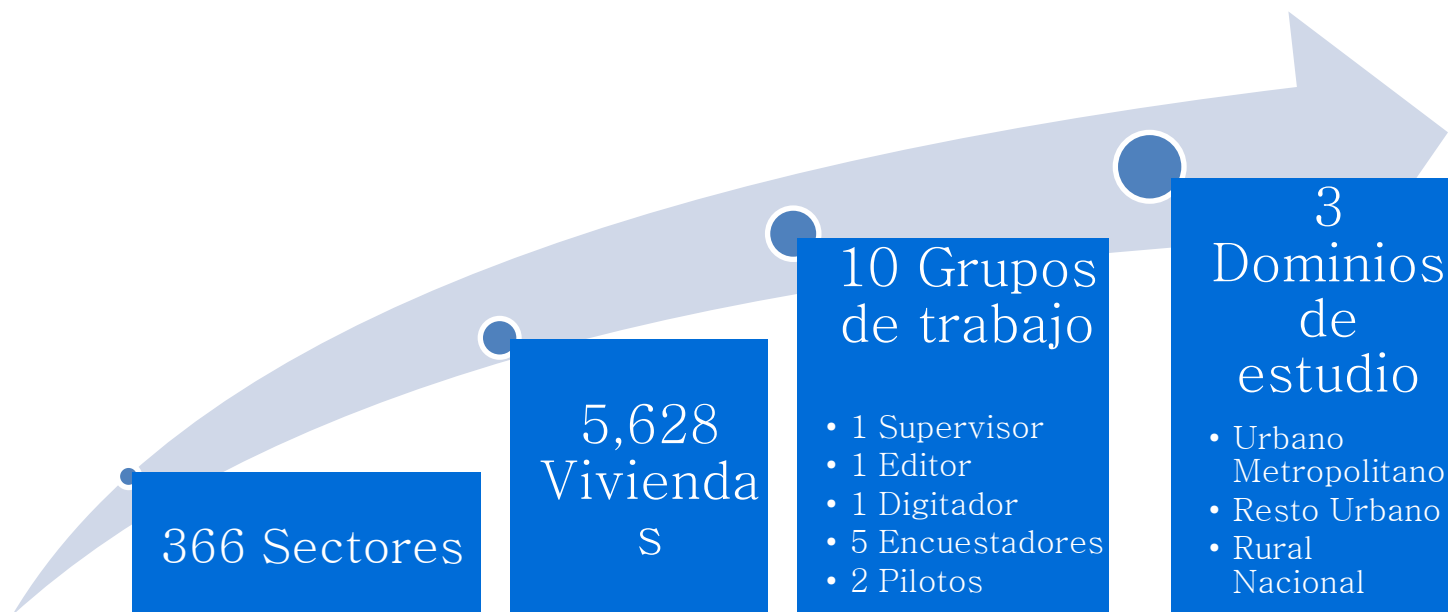 366 Sectores
5,628
Vivienda
s
10 Grupos
de trabajo
• 1 Supervisor
• 1 Editor
• 1 Digitador
• 5 Encuestadores
• 2 Pilotos
3
Dominios
de
estudio
• Urbano
Metropolitano
• Resto Urbano
• Rural
Nacional